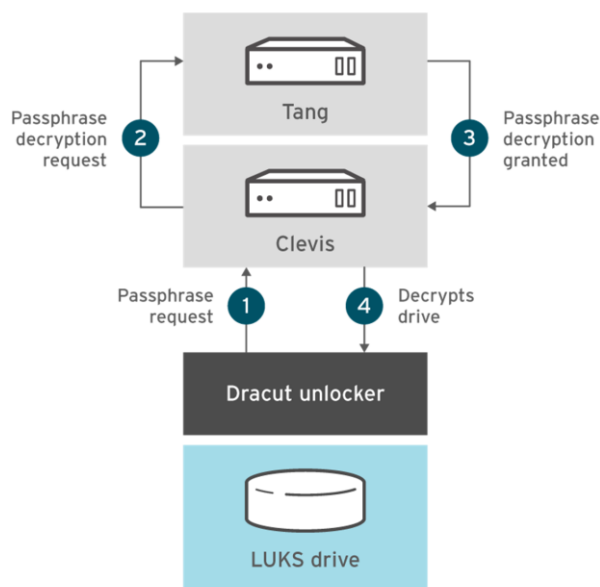 Tang
Passphrase
decryption
request
2
3
Passphrase
decryption
granted
Clevis
Passphrase
request
1
4
Decrypts
drive
Dracut unlocker
LUKS drive